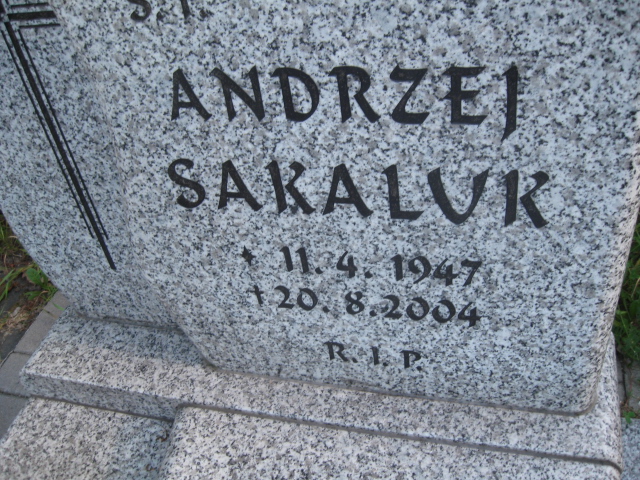 Ś.P.
ANDRZEJ
SAKALUK
* 11.4.1947
† 20.8.2004
R.I.P.